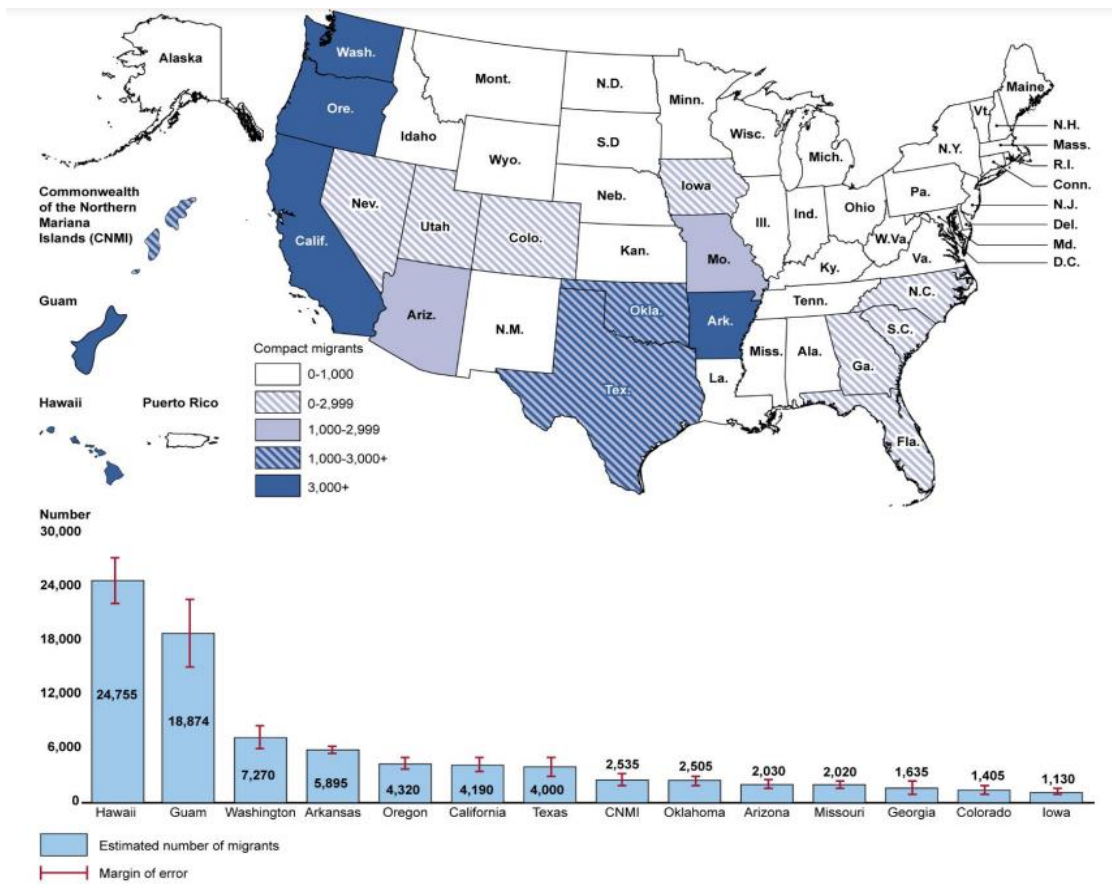 Alaska
Wash.
Ore.
Calif.
Idaho
Nev.
Mont.
Wyo.
Utah
Ariz.
Colo.
N.M.
N.D.
S.D
Neb.
Kan.
Okla.
Tex.
Minn.
Iowa
Mo.
Ark.
La.
Wisc.
Ill.
Mich.
Ind.
Ohio
Ky.
Tenn.
Miss.
Ala.
Ga.
Fla.
S.C.
N.C.
Va.
W.Va.
Pa.
N.Y.
Vt.
Maine
N.H.
Mass.
R.I.
Conn.
N.J.
Del.
Md.
D.C.
Commonwealth
of the Northern
Mariana
Islands (CNMI)
Guam
Hawaii
Puerto Rico
Compact migrants
0-1,000
0-2,999
1,000-2,999
1,000-3,000+
3,000+
Number
30,000
24,000
18,000
12,000
6,000
0
24,755
18,874
7,270
5,895
4,320
4,190
4,000
2,535
2,505
2,030
2,020
1,635
1,405
1,130
Hawaii
Guam
Washington
Arkansas
Oregon
California
Texas
CNMI
Oklahoma
Arizona
Missouri
Georgia
Colorado
Iowa
Estimated number of migrants
Margin of error